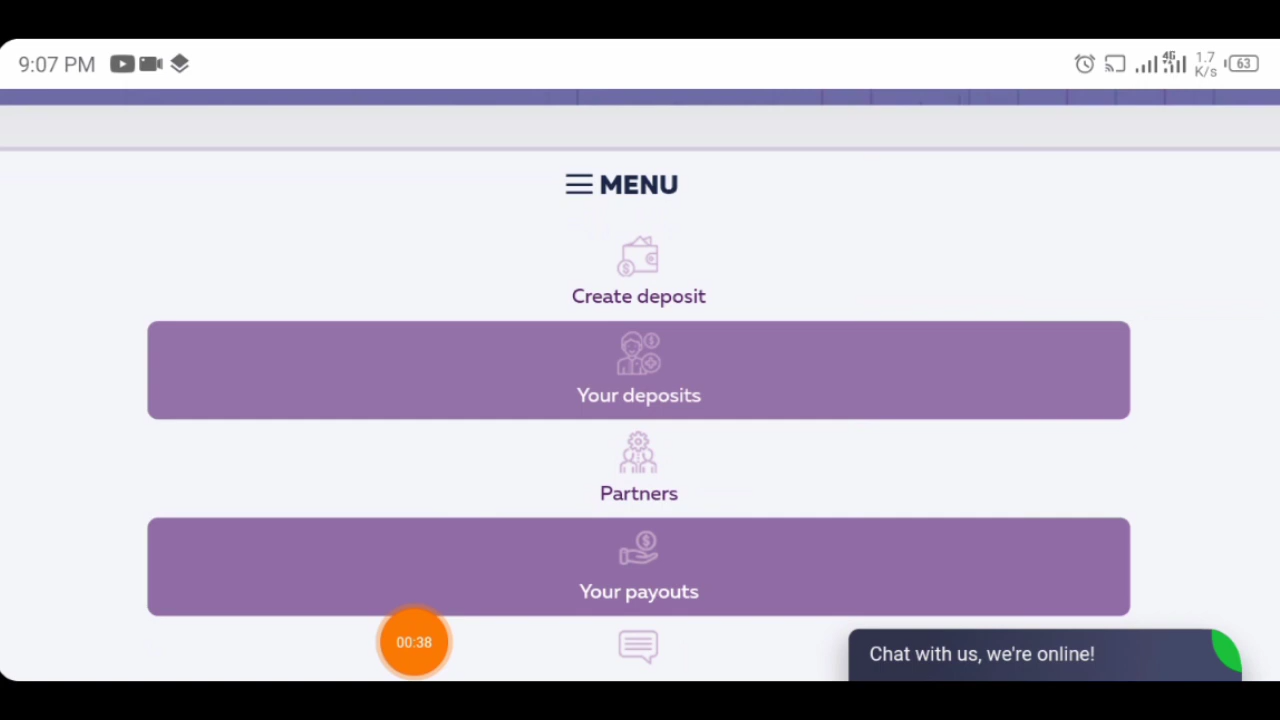 9:07 PM
4G
1.7
K/s
63
MENU
Create deposit
Your deposits
Partners
Your payouts
00:38
Chat with us, we're online!